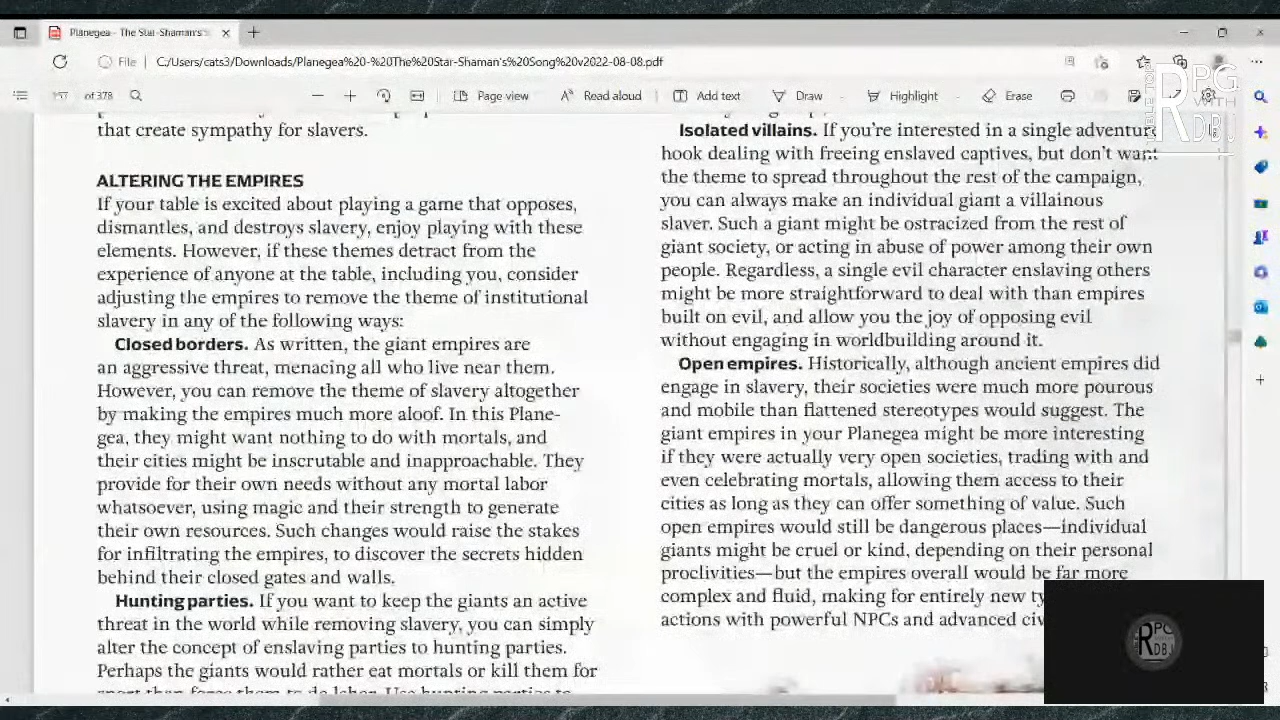 Planegea - The Star-Shaman's
File
C:/Users/cats3/Downloads/Planegea%20-%20The%20Star-Shaman's%20Song%20v2022-08-08.pdf
of 378
Page view
Read aloud
Add text
Draw
Highlight
Erase
RPG
WITH
RDBJ
that create sympathy for slavers.
ALTERING THE EMPIRES
If your table is excited about playing a game that opposes,
dismantles, and destroys slavery, enjoy playing with these
elements. However, if these themes detract from the
experience of anyone at the table, including you, consider
adjusting the empires to remove the theme of institutional
slavery in any of the following ways:
Closed borders. As written, the giant empires are
an aggressive threat, menacing all who live near them.
However, you can remove the theme of slavery altogether
by making the empires much more aloof. In this Plane-
gea, they might want nothing to do with mortals, and
their cities might be inscrutable and inapproachable. They
provide for their own needs without any mortal labor
whatsoever, using magic and their strength to generate
their own resources. Such changes would raise the stakes
for infiltrating the empires, to discover the secrets hidden
behind their closed gates and walls.
Hunting parties. If you want to keep the giants an active
threat in the world while removing slavery, you can simply
alter the concept of enslaving parties to hunting parties.
Perhaps the giants would rather eat mortals or kill them for
sport than force them to do labor. Use hunting parties to
Isolated villains. If you're interested in a single adventure
hook dealing with freeing enslaved captives, but don't want
the theme to spread throughout the rest of the campaign,
you can always make an individual giant a villainous
slaver. Such a giant might be ostracized from the rest of
giant society, or acting in abuse of power among their own
people. Regardless, a single evil character enslaving others
might be more straightforward to deal with than empires
built on evil, and allow you the joy of opposing evil
without engaging in worldbuilding around it.
Open empires. Historically, although ancient empires did
engage in slavery, their societies were much more pourous
and mobile than flattened stereotypes would suggest. The
giant empires in your Planegea might be more interesting
if they were actually very open societies, trading with and
even celebrating mortals, allowing them access to their
cities as long as they can offer something of value. Such
open empires would still be dangerous places—individual
giants might be cruel or kind, depending on their personal
proclivities—but the empires overall would be far more
complex and fluid, making for entirely new
actions with powerful NPCs and advanced
RPG
RDBJ